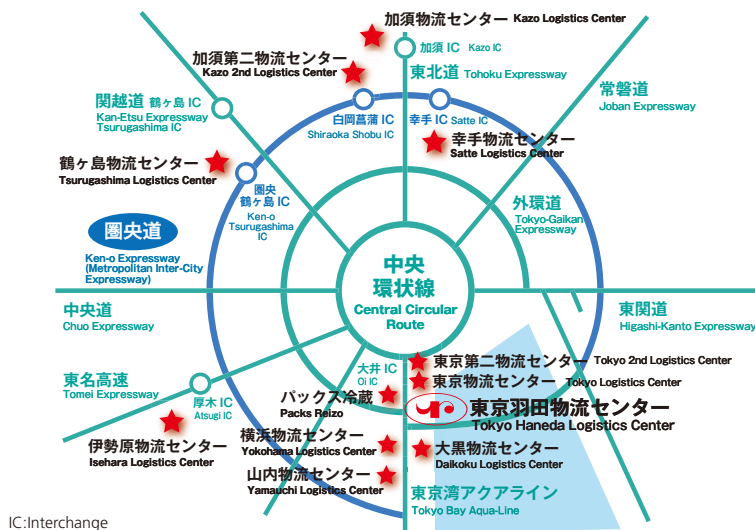 加須物流センター Kazo Logistics Center
加須第二物流センター
Kazo 2nd Logistics Center
加須 IC Kazo IC
東北道 Tohoku Expressway
関越道 鶴ヶ島 IC
Kan-Etsu Expressway
Tsurugashima IC
常磐道
Joban Expressway
白岡菖蒲 IC
Shiraoka Shobu IC
幸手 IC Satte IC
幸手物流センター
Satte Logistics Center
鶴ヶ島物流センター
Tsurugashima Logistics Center
圏央
鶴ヶ島 IC
Ken-o
Tsurugashima
IC
外環道
Tokyo-Gaikan
Expressway
圏央道
Ken-o Expressway
(Metropolitan Inter-City
Expressway)
中央
環状線
Central Circular
Route
中央道
Chuo Expressway
東関道
Higashi-Kanto Expressway
東名高速
Tomei Expressway
厚木 IC
Atsugi IC
大井 IC
Oi IC
東京第二物流センター Tokyo 2nd Logistics Center
東京物流センター Tokyo Logistics Center
パックス冷蔵
Packs Reizo
東京羽田物流センター
Tokyo Haneda Logistics Center
伊勢原物流センター
Isehara Logistics Center
横浜物流センター
Yokohama Logistics Center
大黒物流センター
Daikoku Logistics Center
山内物流センター
Yamauchi Logistics Center
東京湾アクアライン
Tokyo Bay Aqua-Line
IC:Interchange